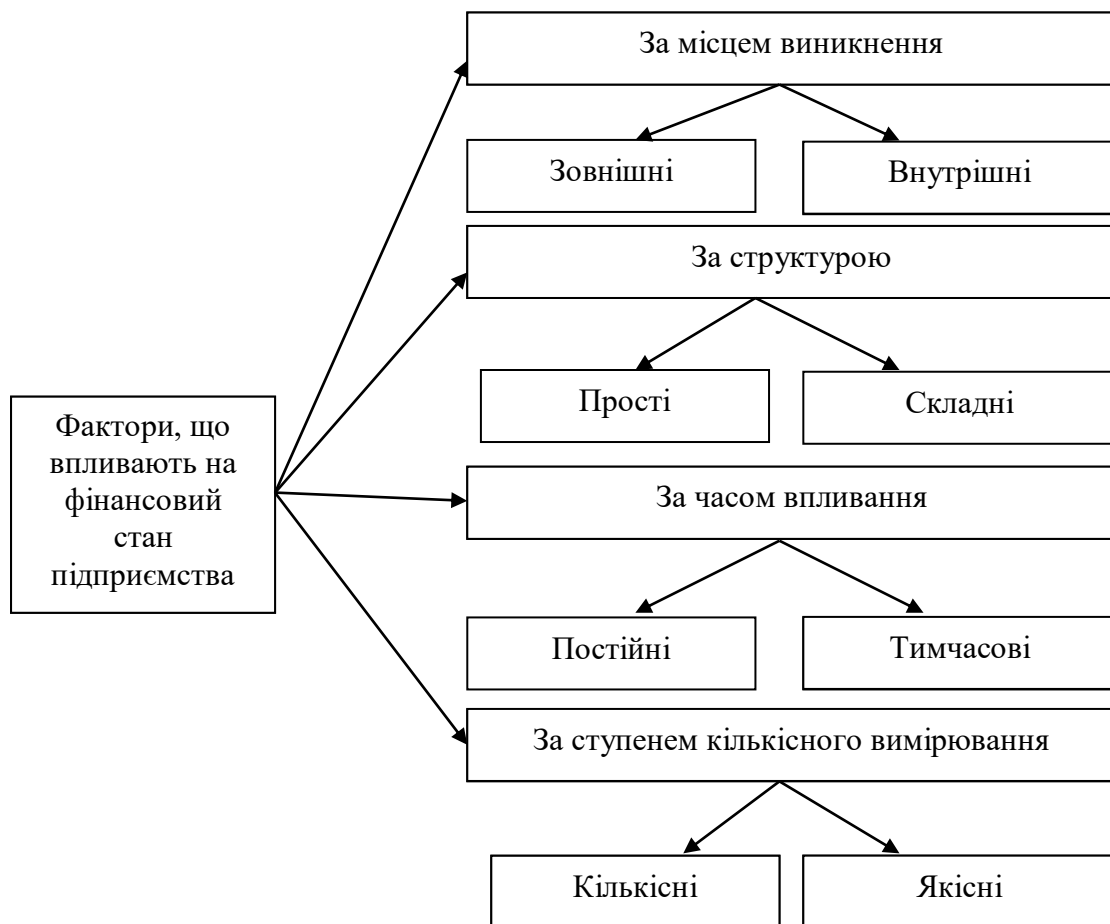 За місцем виникнення
Зовнішні
Внутрішні
За структурою
Прості
Складні
Фактори, що
впливають на
фінансовий
стан
підприємства
За часом впливання
Постійні
Тимчасові
За ступенем кількісного вимірювання
Кількісні
Якісні